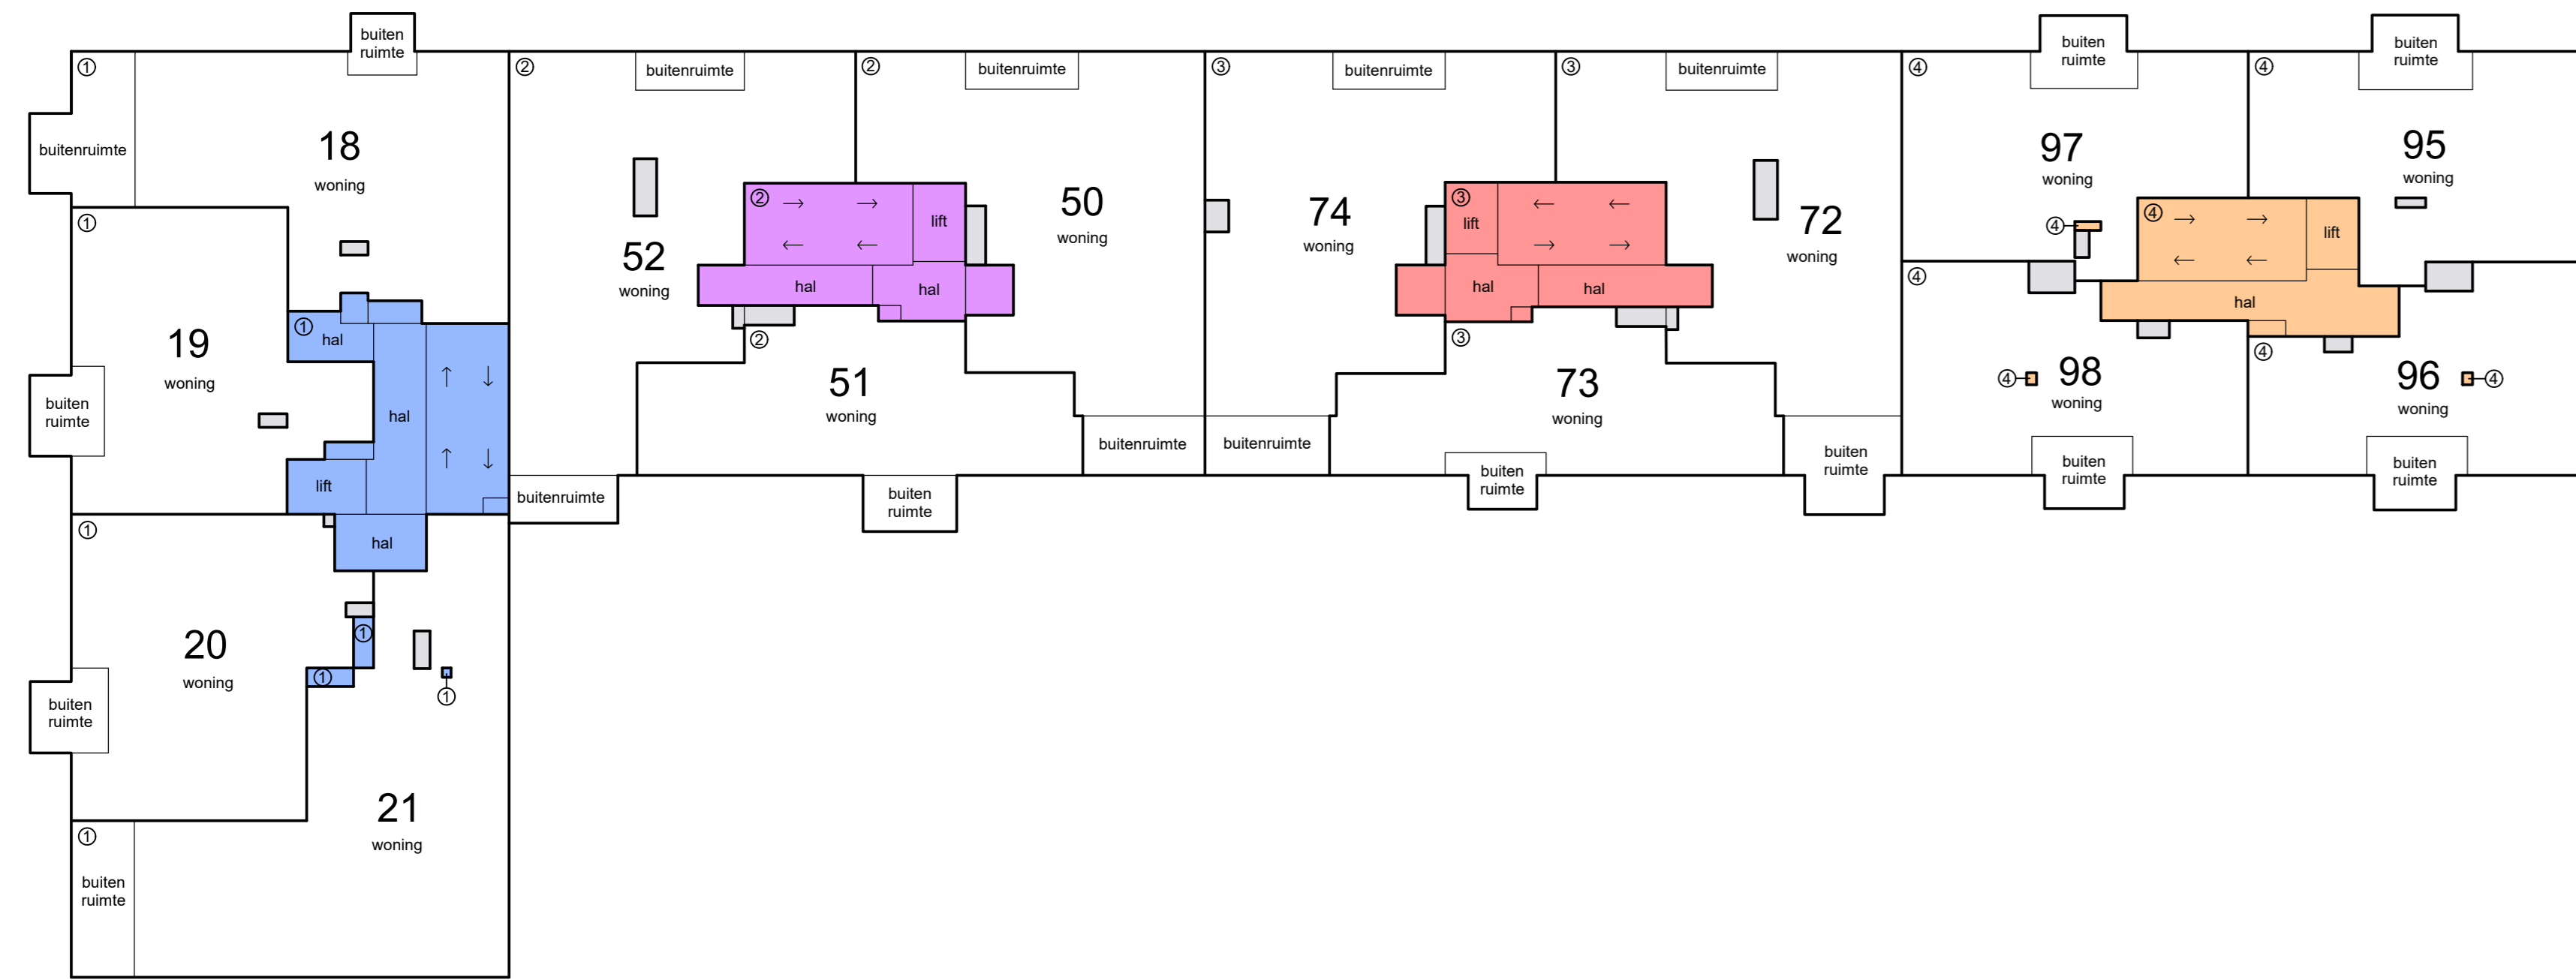 buiten
ruimte
①
buitenruimte
18
woning
①
19
woning
buiten
ruimte
①
hal
hal
lift
hal
①
20
woning
buiten
ruimte
①
①
①
21
woning
①
buiten
ruimte
②
buitenruimte
52
woning
buitenruimte
②
buitenruimte
50
woning
②
lift
hal
hal
②
51
woning
buiten
ruimte
buitenruimte
③
buitenruimte
74
woning
buitenruimte
③
buitenruimte
72
woning
buiten
ruimte
③
lift
hal
hal
③
73
woning
buiten
ruimte
④
buiten
ruimte
97
woning
④
④
buiten
ruimte
95
woning
④
lift
hal
④
98
woning
④
buiten
ruimte
④
96
woning
④
buiten
ruimte